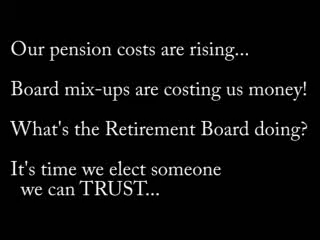 Our pension costs are rising...
Board mix-ups are costing us money!
What's the Retirement Board doing?
It's time we elect someone
we can TRUST...